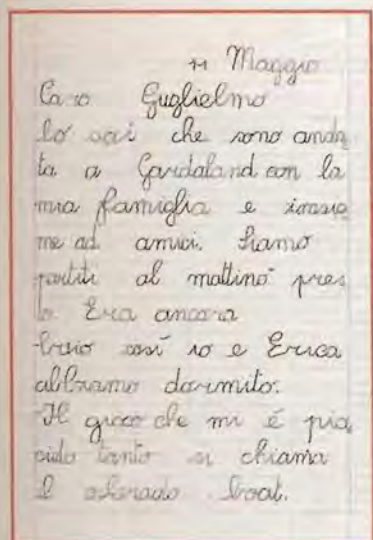 11 Maggio
Caro Guglielmo
lo sai che sono anda
ta a Gardaland con la
mia famiglia e insie
me ad amici. Siamo
partiti al mattino pres
to. Era ancora
buio così io e Erica
abbiamo dormito.
Il gioco che mi é pia
ciuto tanto si chiama
Colorado boat.